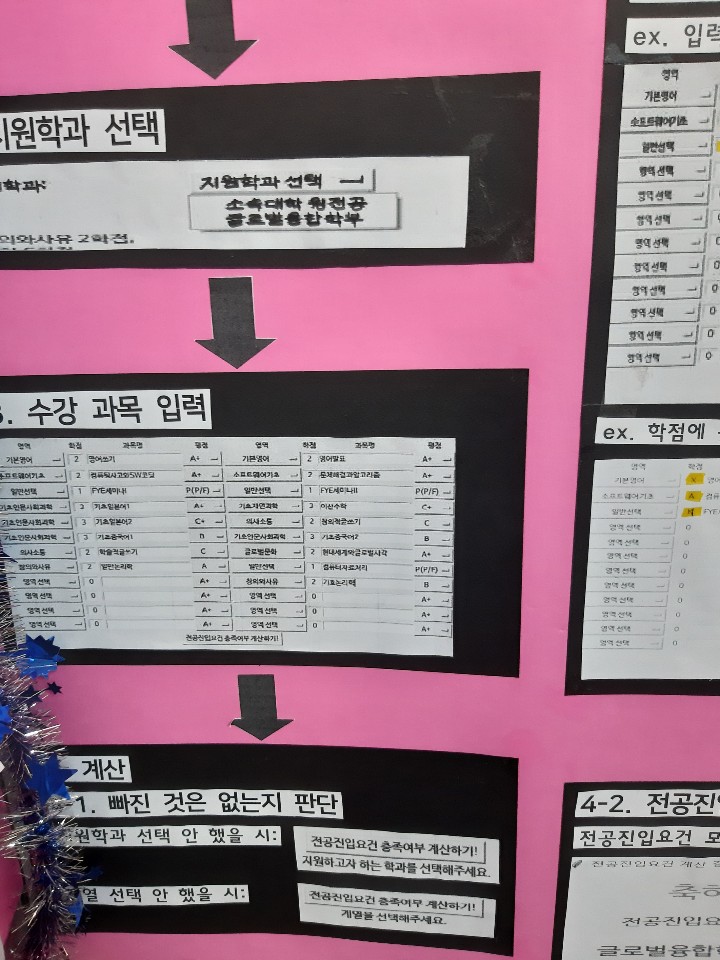 지원학과 선택
학과:
지원학과 선택
소속대학 원전공
글로벌융합학부
의와사유 2학점,
3. 수강 과목 입력
영역 학점 과목명 평점 영역 학점 과목명 평점
기본영어 2 영어쓰기 A+ 기본영어 2 영어발표 A+
소프트웨어기초 2 컴퓨팅사고와SW코딩 A+ 소프트웨어기초 2 문제해결과알고리즘 A+
일반선택 1 FYE세미나I P(P/F) 일반선택 1 FYE세미나II P(P/F)
기초인문사회과학 3 기초일본어1 A+ 기초자연과학 3 이산수학 C+
기초인문사회과학 3 기초일본어2 C+ 의사소통 2 창의적글쓰기 C
기초인문사회과학 3 기초중국어1 B 기초인문사회과학 3 기초중국어2 B
의사소통 2 학술적글쓰기 C 글로벌문화 2 현대세계와글로벌시각 A+
창의와사유 2 일반논리학 A 일반선택 1 컴퓨터자료처리 P(P/F)
영역 선택 0 A+ 창의와사유 2 기호논리학 B
영역 선택 0 A+ 영역 선택 0 A+
영역 선택 0 A+ 영역 선택 0 A+
영역 선택 0 A+ 영역 선택 0 A+
전공진입요건 충족여부 계산하기!
계산
1. 빠진 것은 없는지 판단
원학과 선택 안 했을 시:
전공진입요건 충족여부 계산하기!
지원하고자 하는 학과를 선택해주세요.
열 선택 안 했을 시:
전공진입요건 충족여부 계산하기!
계열을 선택해주세요.
ex. 입력
영역
기본영어
소프트웨어기초
일반선택
영역 선택
영역 선택 0
영역 선택 0
영역 선택 0
영역 선택 0
영역 선택 0
영역 선택 0
영역 선택 0
영역 선택 0
ex. 학점에
영역 학점
기본영어 X 영어
소프트웨어기초 A 컴퓨
일반선택 FYE
영역 선택 0
영역 선택 0
영역 선택 0
영역 선택 0
영역 선택 0
영역 선택 0
영역 선택 0
영역 선택 0
영역 선택 0
4-2. 전공진입
전공진입요건 모
전공진입요건 계산 결
축하
전공진입요
글로벌융합학